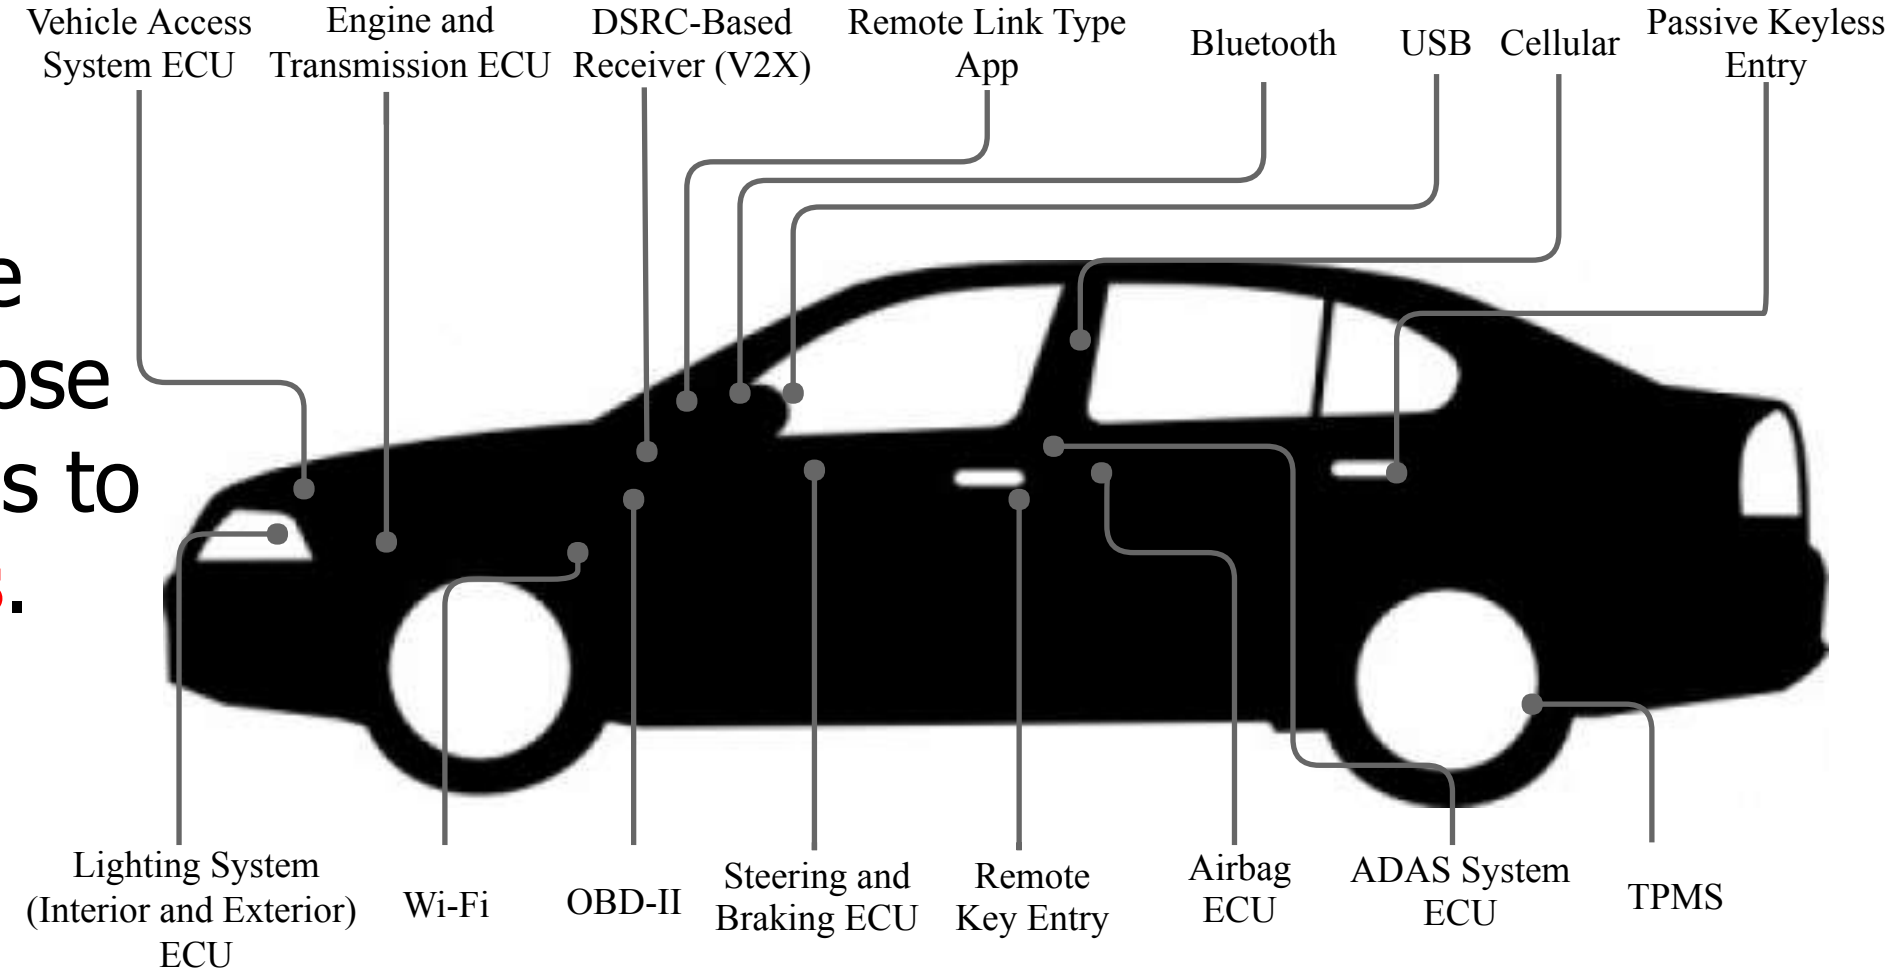 Vehicle Access
System ECU
Engine and
Transmission ECU
DSRC-Based
Receiver (V2X)
Remote Link Type
App
Bluetooth
USB
Cellular
Passive Keyless
Entry
s to
Lighting System
(Interior and Exterior)
ECU
Wi-Fi
OBD-II
Steering and
Braking ECU
Remote
Key Entry
Airbag
ECU
ADAS System
ECU
TPMS